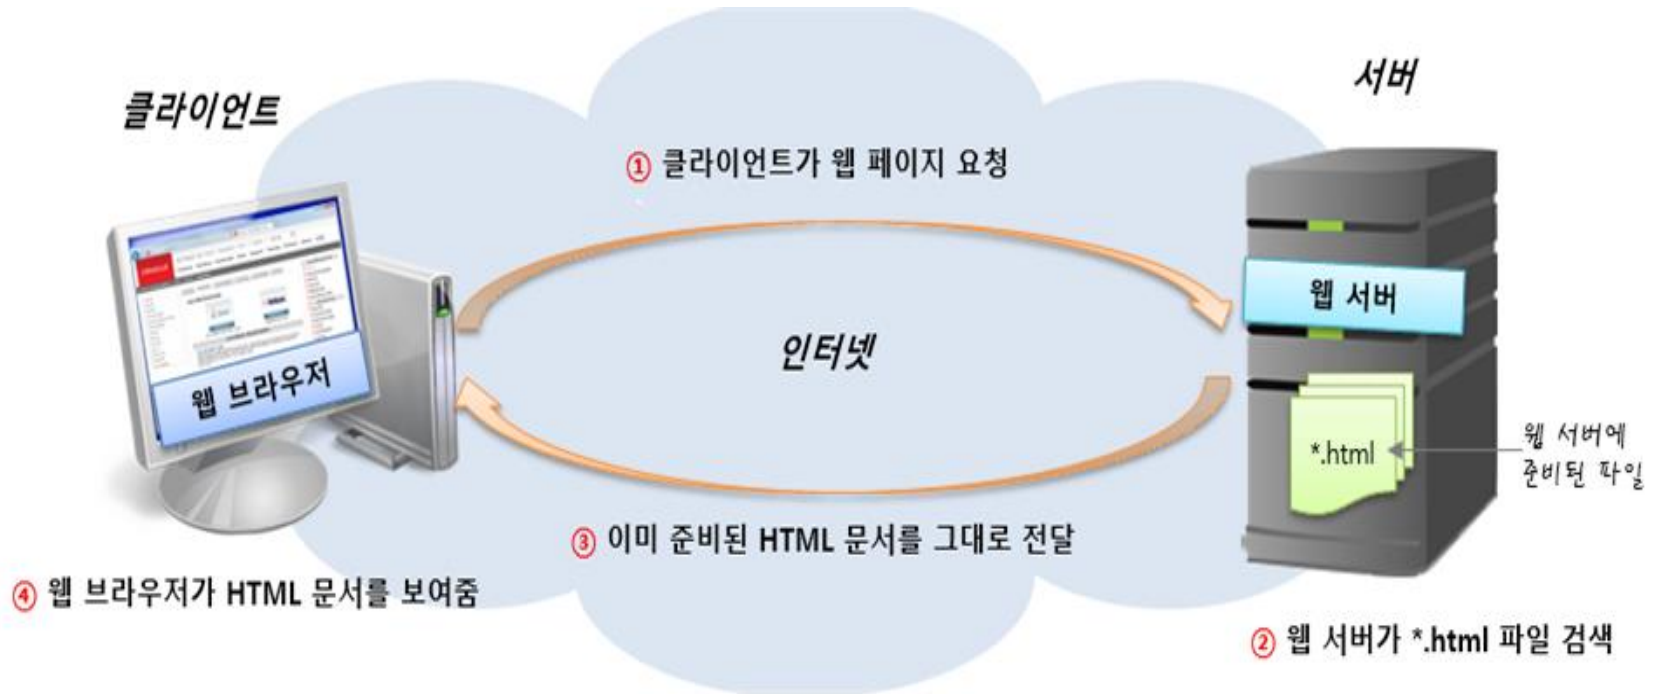 클라이언트
서버
① 클라이언트가 웹 페이지 요청
웹 서버
인터넷
웹 브라우저
*.html
웹 서버에
준비된 파일
③ 이미 준비된 HTML 문서를 그대로 전달
④ 웹 브라우저가 HTML 문서를 보여줌
② 웹 서버가 *.html 파일 검색